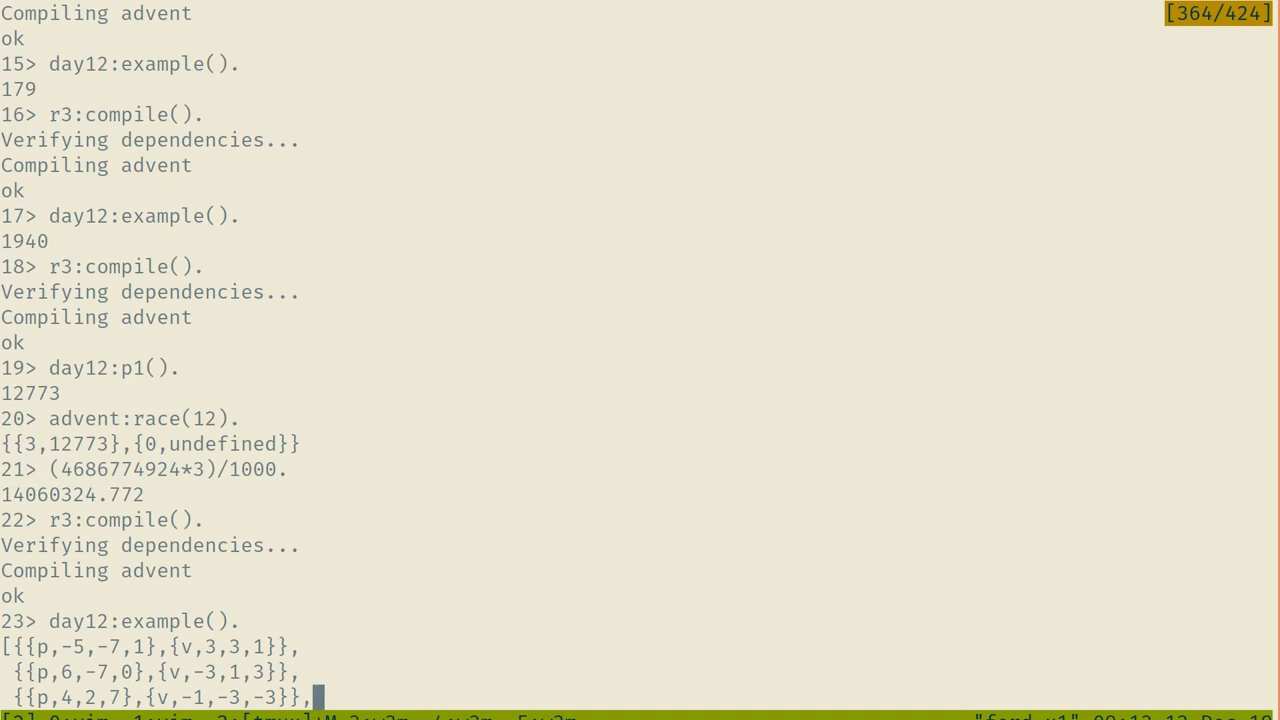 Compiling advent
[364/424]
ok
15> day12:example().
179
16> r3:compile().
Verifying dependencies...
Compiling advent
ok
17> day12:example().
1940
18> r3:compile().
Verifying dependencies...
Compiling advent
ok
19> day12:p1().
12773
20> advent:race(12).
{{3,12773},{0,undefined}}
21> (4686774924*3)/1000.
14060324.772
22> r3:compile().
Verifying dependencies...
Compiling advent
ok
23> day12:example().
[{{p,-5,-7,1},{v,3,3,1}},
{{p,6,-7,0},{v,-3,1,3}},
{{p,4,2,7},{v,-1,-3,-3}},